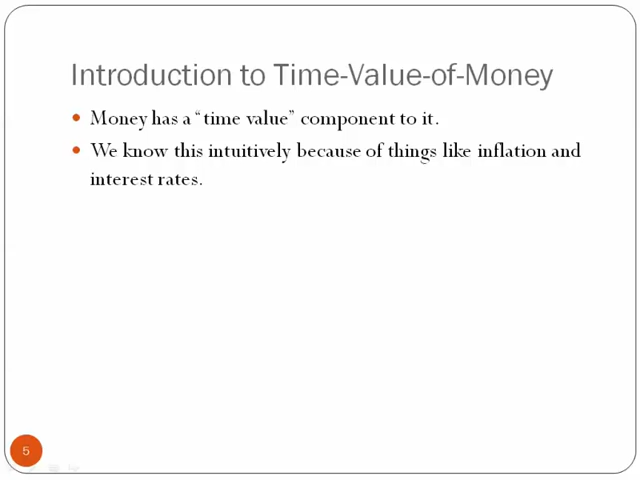 Introduction to Time-Value-of-Money
Money has a “time value” component to it.
We know this intuitively because of things like inflation and
interest rates.
5